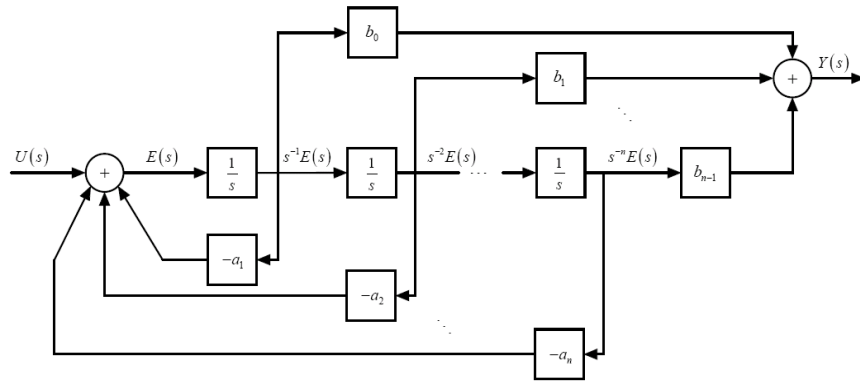 b₀
Y(s)
b₁
+
⋱
U(s)
E(s)
s⁻¹E(s)
s⁻²E(s)
s⁻ⁿE(s)
+
1/s
1/s
⋯
1/s
bₙ₋₁
−a₁
−a₂
⋱
−aₙ